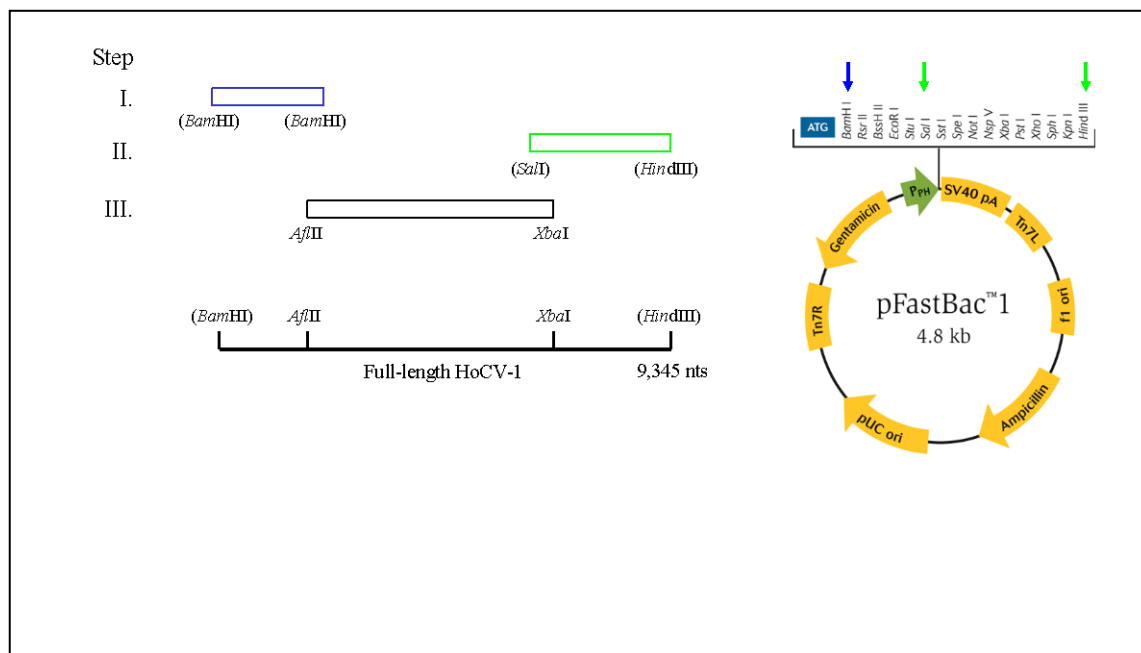 Step
I.
(BamHI) (BamHI)
II.
(SalI) (HindIII)
III.
AflII XbaI
(BamHI) AflII XbaI (HindIII)
Full-length HoCV-1 9,345 nts
ATG
BamH I
Rsr II
BssH II
EcoR I
Stu I
Sal I
Sst I
Spe I
Not I
Nsp V
Xba I
Pst I
Xho I
Sph I
Kpn I
Hind III
PPH
SV40 pA
Tn7L
f1 ori
Ampicillin
pUC ori
Tn7R
Gentamicin
pFastBac™1
4.8 kb